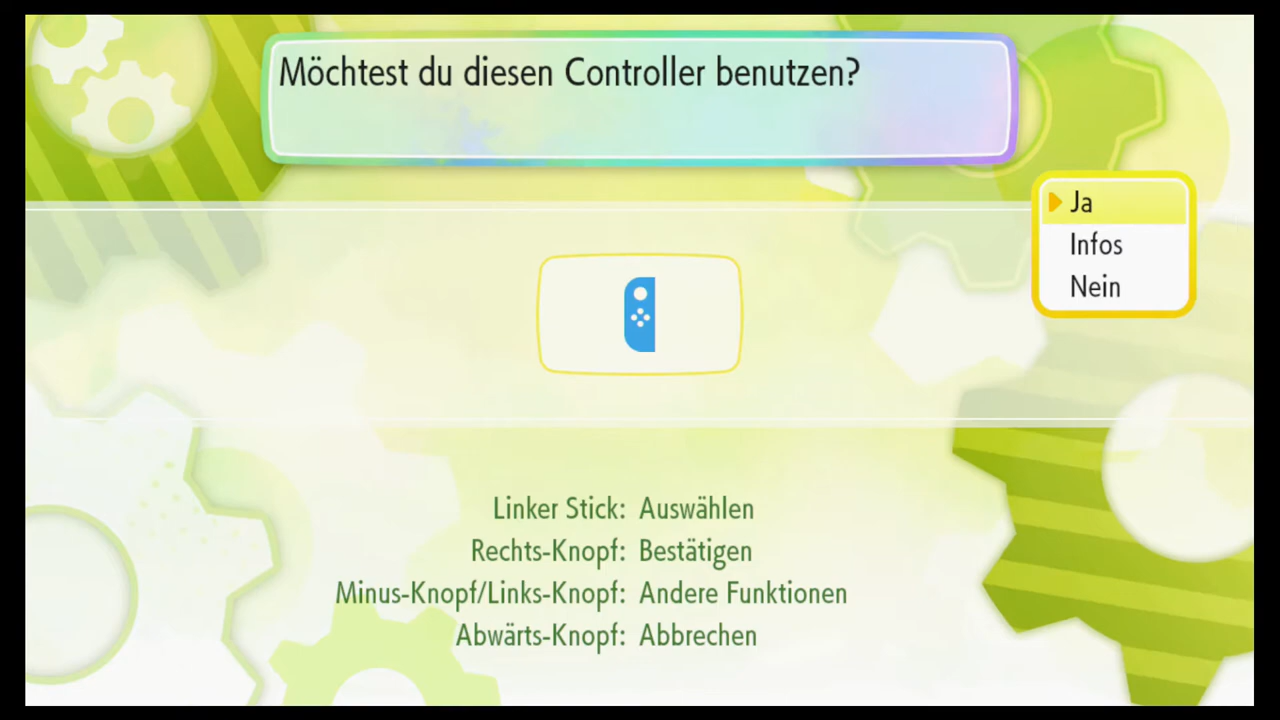 Möchtest du diesen Controller benutzen?
Ja
Infos
Nein
Linker Stick: Auswählen
Rechts-Knopf: Bestätigen
Minus-Knopf/Links-Knopf: Andere Funktionen
Abwärts-Knopf: Abbrechen